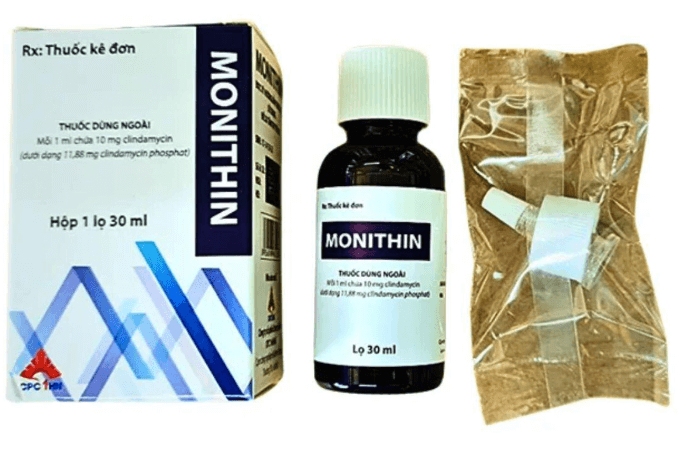 Rx: Thuốc kê đơn
MONITHIN
THUỐC DÙNG NGOÀI
Mỗi 1 ml chứa 10 mg clindamycin
(dưới dạng 11,88 mg clindamycin phosphat)
Hộp 1 lọ 30 ml
CPC1HN
MONITHIN
Rx Thuốc kê đơn
MONITHIN
THUỐC DÙNG NGOÀI
Mỗi 1 ml chứa 10 mg clindamycin
(dưới dạng 11,88 mg clindamycin phosphat)
Lọ 30 ml